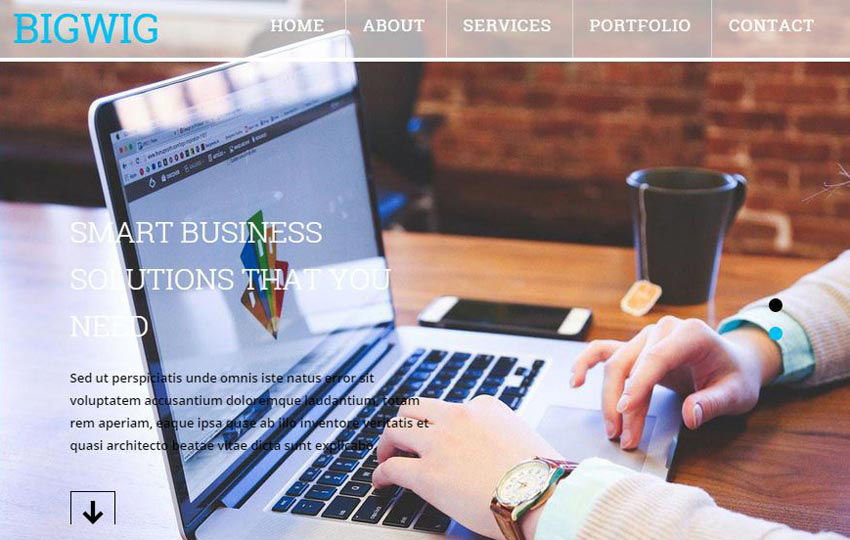 BIGWIG
HOME ABOUT SERVICES PORTFOLIO CONTACT
SMART BUSINESS
SOLUTIONS THAT YOU
NEED
Sed ut perspiciatis unde omnis iste natus error sit
voluptatem accusantium doloremque laudantium, totam
rem aperiam, eaque ipsa quae ab illo inventore veritatis et
quasi architecto beatae vitae dicta sunt explicabo.